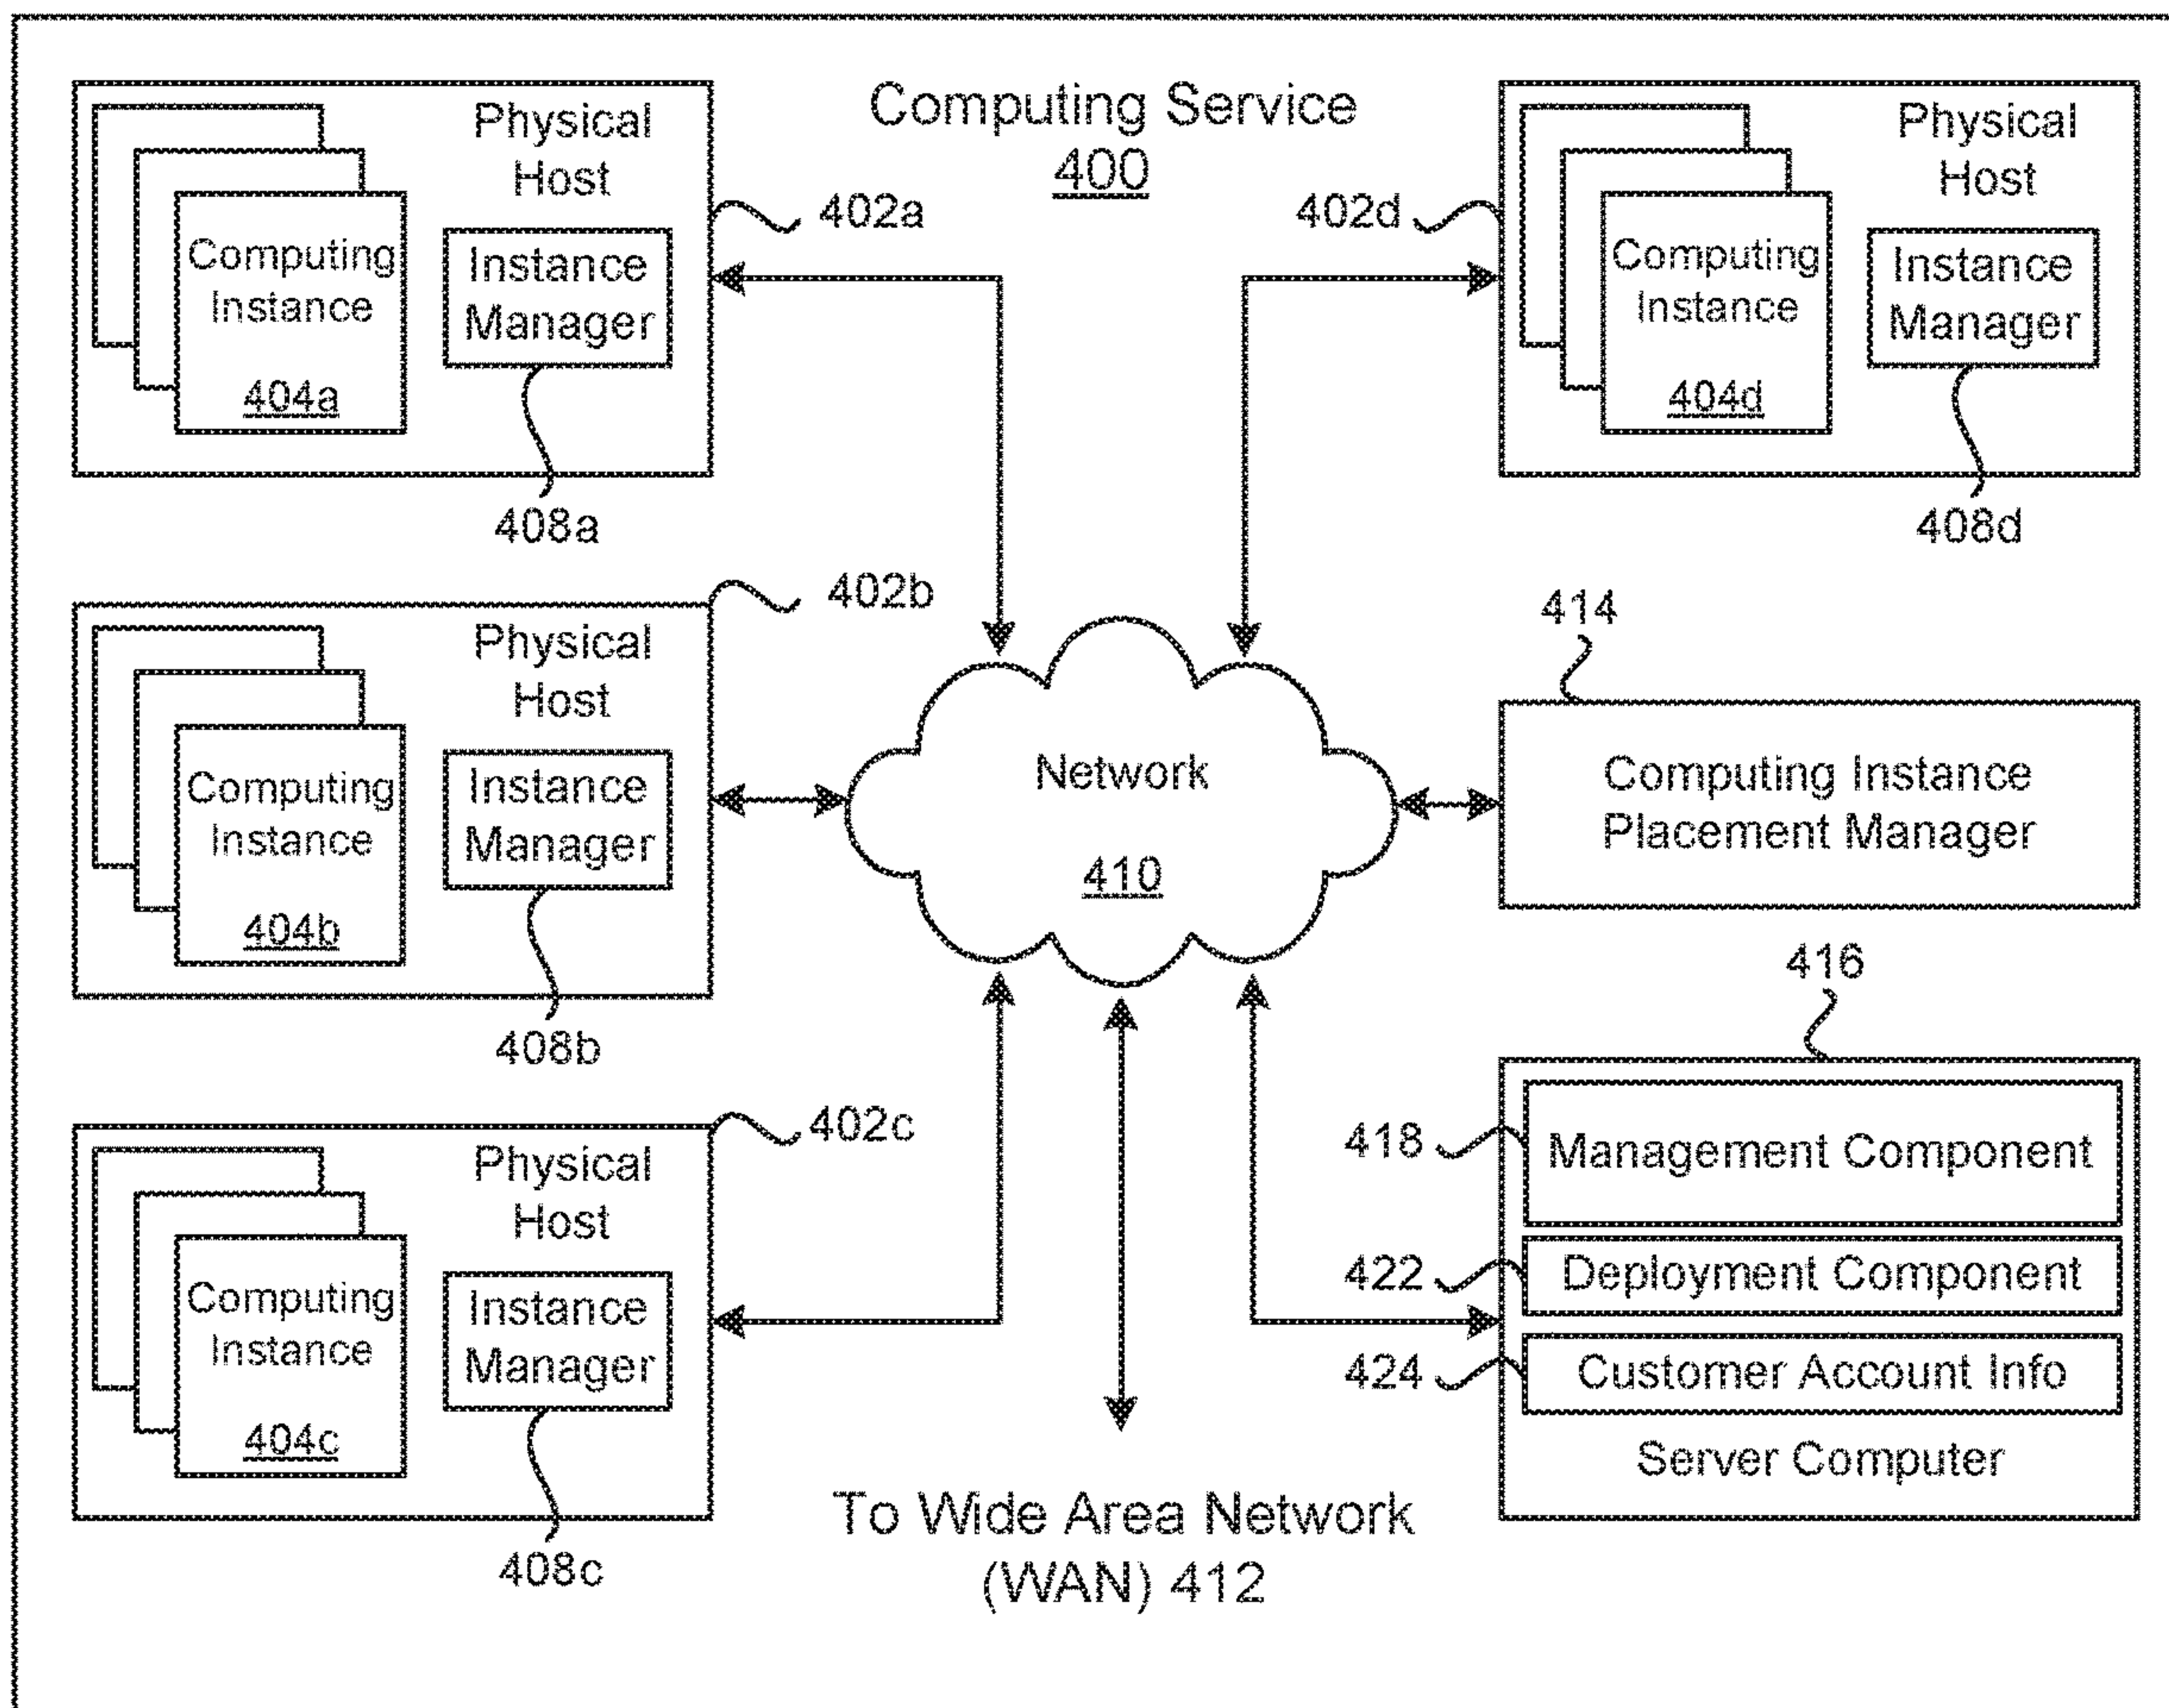 Computing Service
400
Physical
Host
Computing
Instance
404a
Instance
Manager
402a
408a
402d
Physical
Host
Computing
Instance
404d
Instance
Manager
408d
402b
Physical
Host
Computing
Instance
404b
Instance
Manager
408b
Network
410
414
Computing Instance
Placement Manager
402c
Physical
Host
Computing
Instance
404c
Instance
Manager
408c
416
418
Management Component
422
Deployment Component
424
Customer Account Info
Server Computer
To Wide Area Network
(WAN) 412